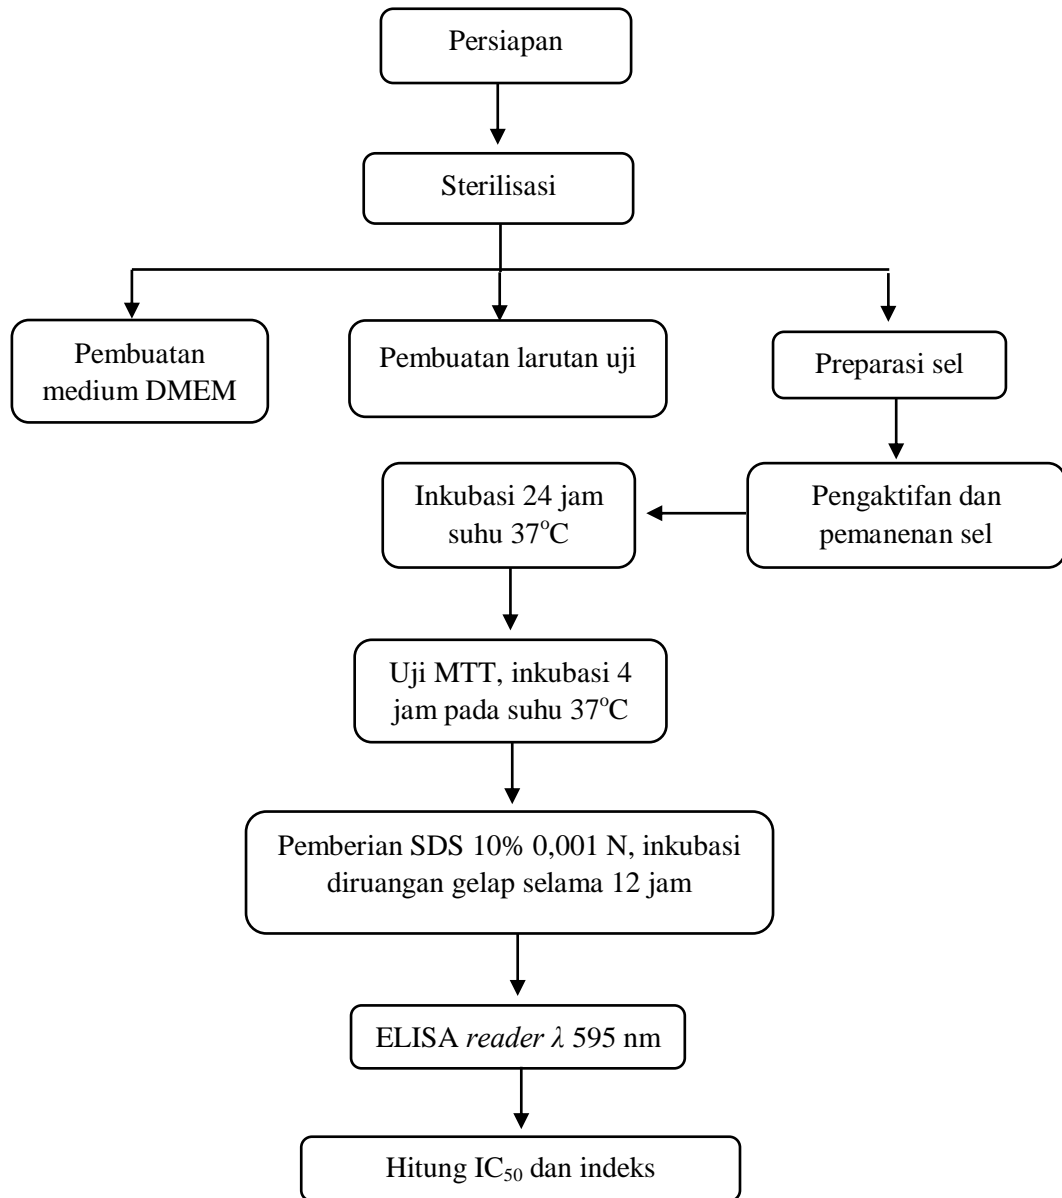 Persiapan
Sterilisasi
Pembuatan
medium DMEM
Pembuatan larutan uji
Preparasi sel
Pengaktifan dan
pemanenan sel
Inkubasi 24 jam
suhu 37°C
Uji MTT, inkubasi 4
jam pada suhu 37°C
Pemberian SDS 10% 0,001 N, inkubasi
diruangan gelap selama 12 jam
ELISA reader λ 595 nm
Hitung IC₅₀ dan indeks